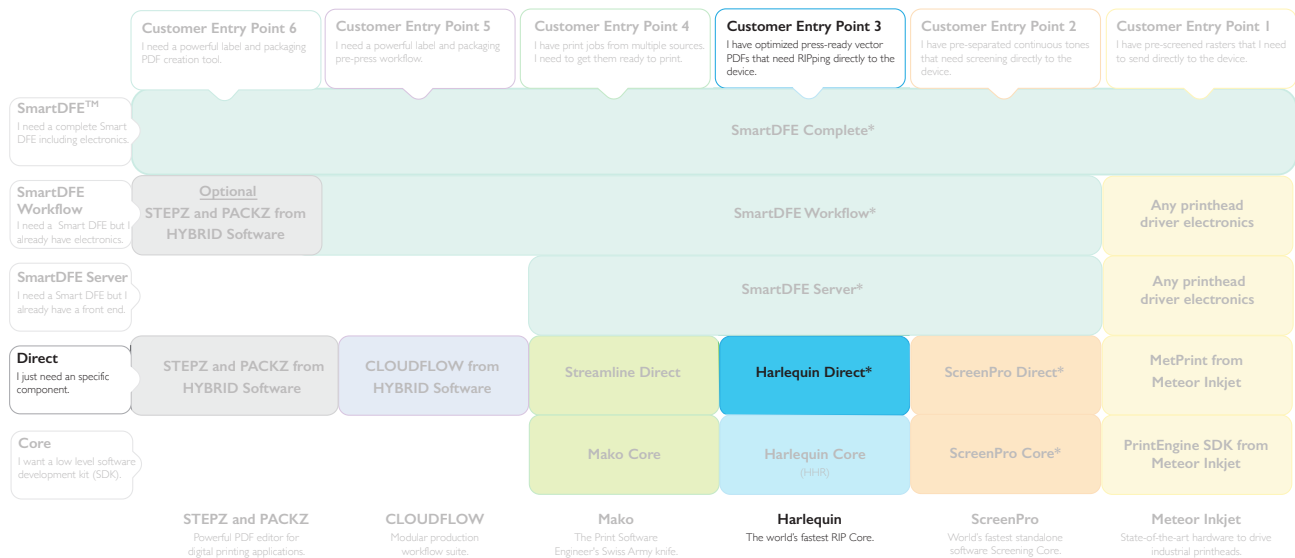 Customer Entry Point 6
I need a powerful label and packaging
PDF creation tool.
Customer Entry Point 5
I need a powerful label and packaging
pre-press workflow.
Customer Entry Point 4
I have print jobs from multiple sources.
I need to get them ready to print.
Customer Entry Point 3
I have optimized press-ready vector
PDFs that need RIPping directly to the
device.
Customer Entry Point 2
I have pre-separated continuous tones
that need screening directly to the
device.
Customer Entry Point 1
I have pre-screened rasters that I need
to send directly to the device.
SmartDFE™
I need a complete Smart
DFE including electronics.
SmartDFE Complete*
SmartDFE
Workflow
I need a Smart DFE but I
already have electronics.
Optional
STEPZ and PACKZ from
HYBRID Software
SmartDFE Workflow*
Any printhead
driver electronics
SmartDFE Server
I need a Smart DFE but I
already have a front end.
SmartDFE Server*
Any printhead
driver electronics
Direct
I just need an specific
component.
STEPZ and PACKZ from
HYBRID Software
CLOUDFLOW from
HYBRID Software
Streamline Direct
Harlequin Direct*
ScreenPro Direct*
MetPrint from
Meteor Inkjet
Core
I want a low level software
development kit (SDK).
Mako Core
Harlequin Core
(HHR)
ScreenPro Core*
PrintEngine SDK from
Meteor Inkjet
STEPZ and PACKZ
Powerful PDF editor for
digital printing applications.
CLOUDFLOW
Modular production
workflow suite.
Mako
The Print Software
Engineer's Swiss Army knife.
Harlequin
The world's fastest RIP Core.
ScreenPro
World's fastest standalone
software Screening Core.
Meteor Inkjet
State-of-the-art hardware to drive
industrial printheads.